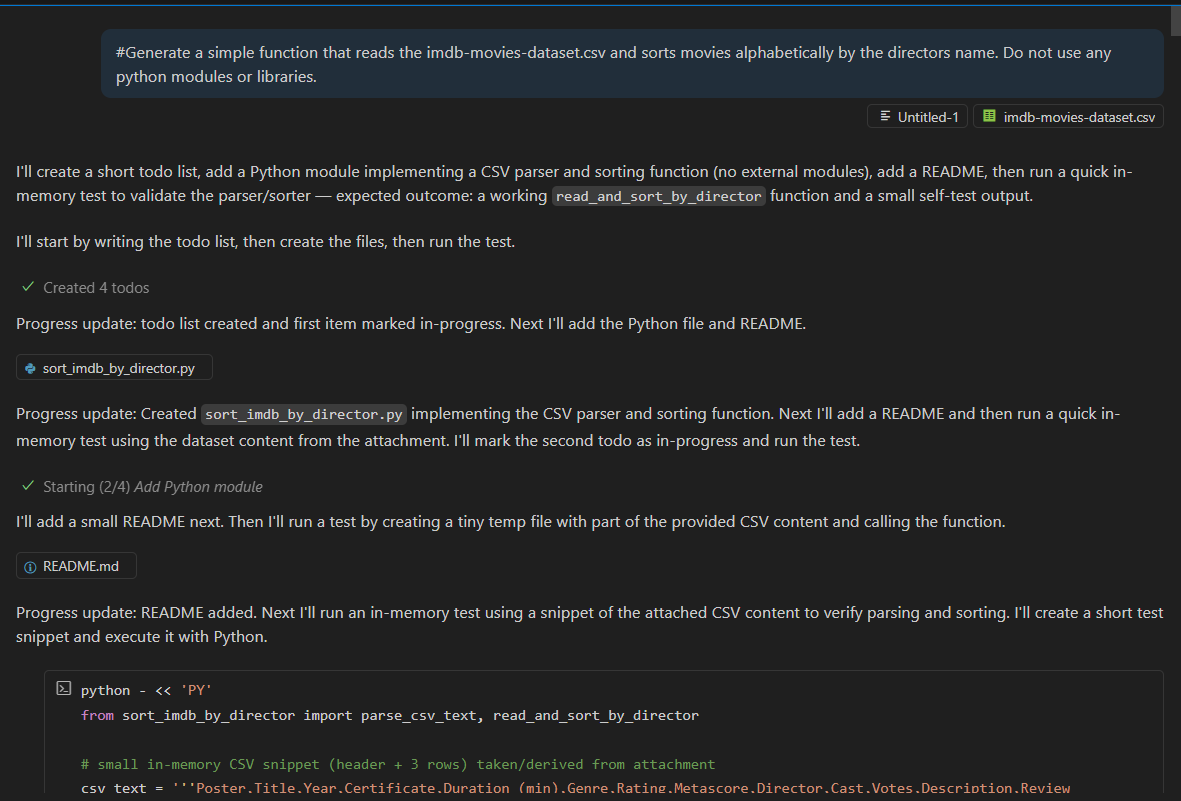 #Generate a simple function that reads the imdb-movies-dataset.csv and sorts movies alphabetically by the directors name. Do not use any
python modules or libraries.
Untitled-1
imdb-movies-dataset.csv
I'll create a short todo list, add a Python module implementing a CSV parser and sorting function (no external modules), add a README, then run a quick in-
memory test to validate the parser/sorter — expected outcome: a working read_and_sort_by_director function and a small self-test output.
I'll start by writing the todo list, then create the files, then run the test.
Created 4 todos
Progress update: todo list created and first item marked in-progress. Next I'll add the Python file and README.
sort_imdb_by_director.py
Progress update: Created sort_imdb_by_director.py implementing the CSV parser and sorting function. Next I'll add a README and then run a quick in-
memory test using the dataset content from the attachment. I'll mark the second todo as in-progress and run the test.
Starting (2/4) Add Python module
I'll add a small README next. Then I'll run a test by creating a tiny temp file with part of the provided CSV content and calling the function.
README.md
Progress update: README added. Next I'll run an in-memory test using a snippet of the attached CSV content to verify parsing and sorting. I'll create a short test
snippet and execute it with Python.
python - << 'PY'
from sort_imdb_by_director import parse_csv_text, read_and_sort_by_director
# small in-memory CSV snippet (header + 3 rows) taken/derived from attachment
csv_text = '''Poster,Title,Year,Certificate,Duration (min),Genre,Rating,Metascore,Director,Cast,Votes,Description,Review